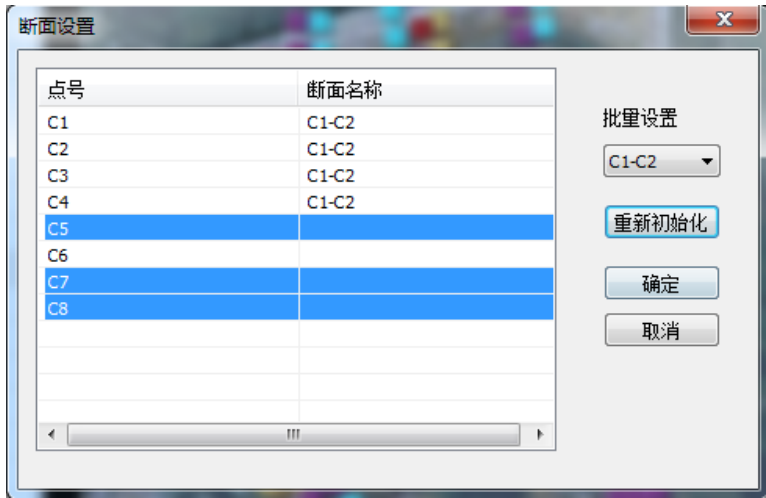 断面设置
点号 断面名称
C1 C1-C2
C2 C1-C2
C3 C1-C2
C4 C1-C2
C5
C6
C7
C8
批量设置
C1-C2
重新初始化
确定
取消